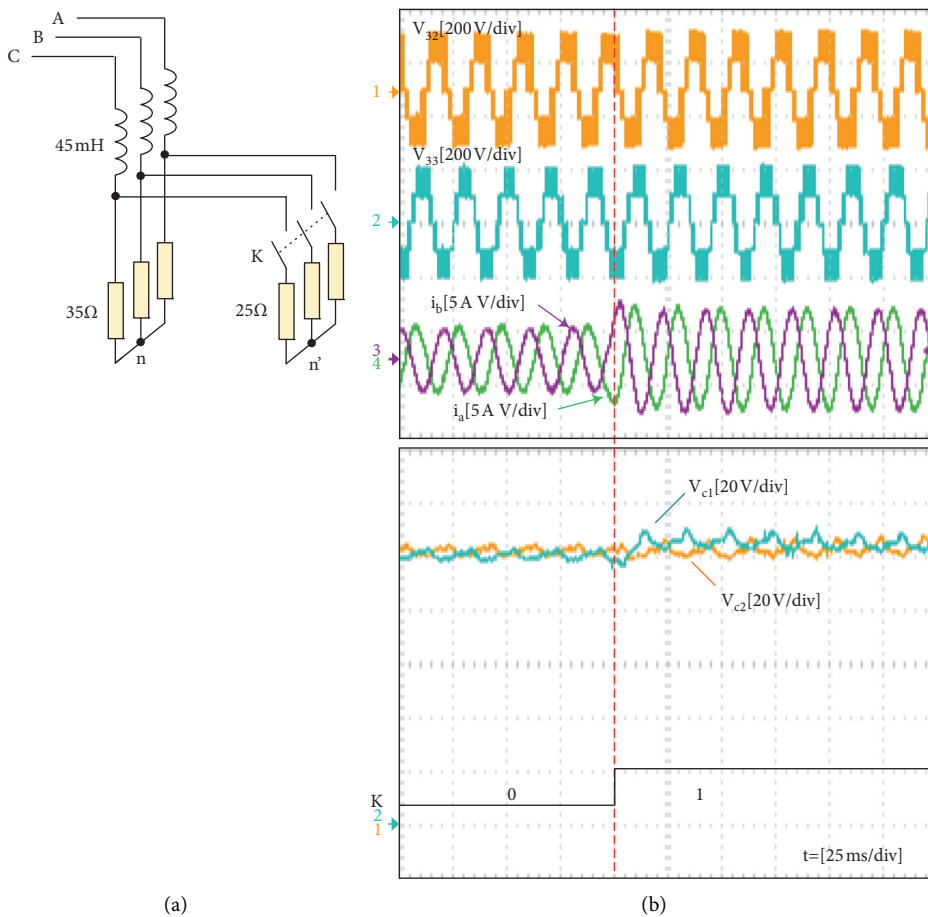 A
B
C
45 mH
K
35Ω
25Ω
n
n'
(a)
V32[200 V/div]
1
V33[200 V/div]
2
ib[5 A V/div]
3
4
ia[5 A V/div]
Vc1[20 V/div]
Vc2[20 V/div]
K
0
1
2
1
t=[25 ms/div]
(b)